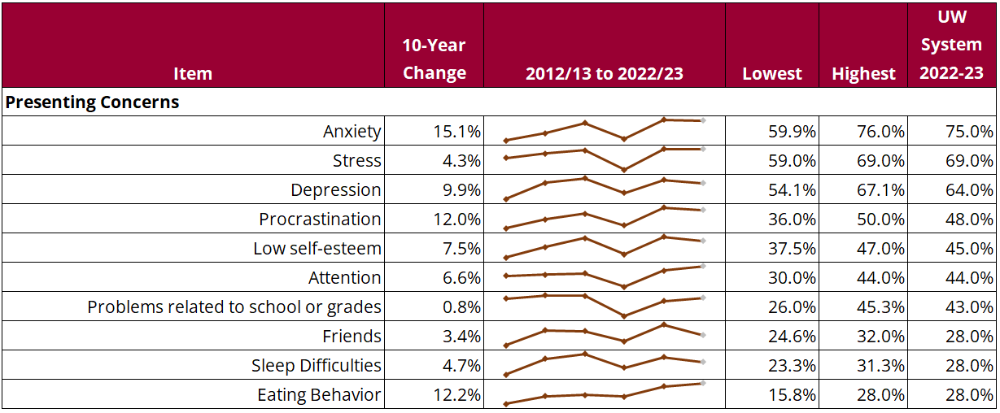 Item 10-Year Change 2012/13 to 2022/23 Lowest Highest UW System 2022-23
Presenting Concerns
Anxiety 15.1% 59.9% 76.0% 75.0%
Stress 4.3% 59.0% 69.0% 69.0%
Depression 9.9% 54.1% 67.1% 64.0%
Procrastination 12.0% 36.0% 50.0% 48.0%
Low self-esteem 7.5% 37.5% 47.0% 45.0%
Attention 6.6% 30.0% 44.0% 44.0%
Problems related to school or grades 0.8% 26.0% 45.3% 43.0%
Friends 3.4% 24.6% 32.0% 28.0%
Sleep Difficulties 4.7% 23.3% 31.3% 28.0%
Eating Behavior 12.2% 15.8% 28.0% 28.0%